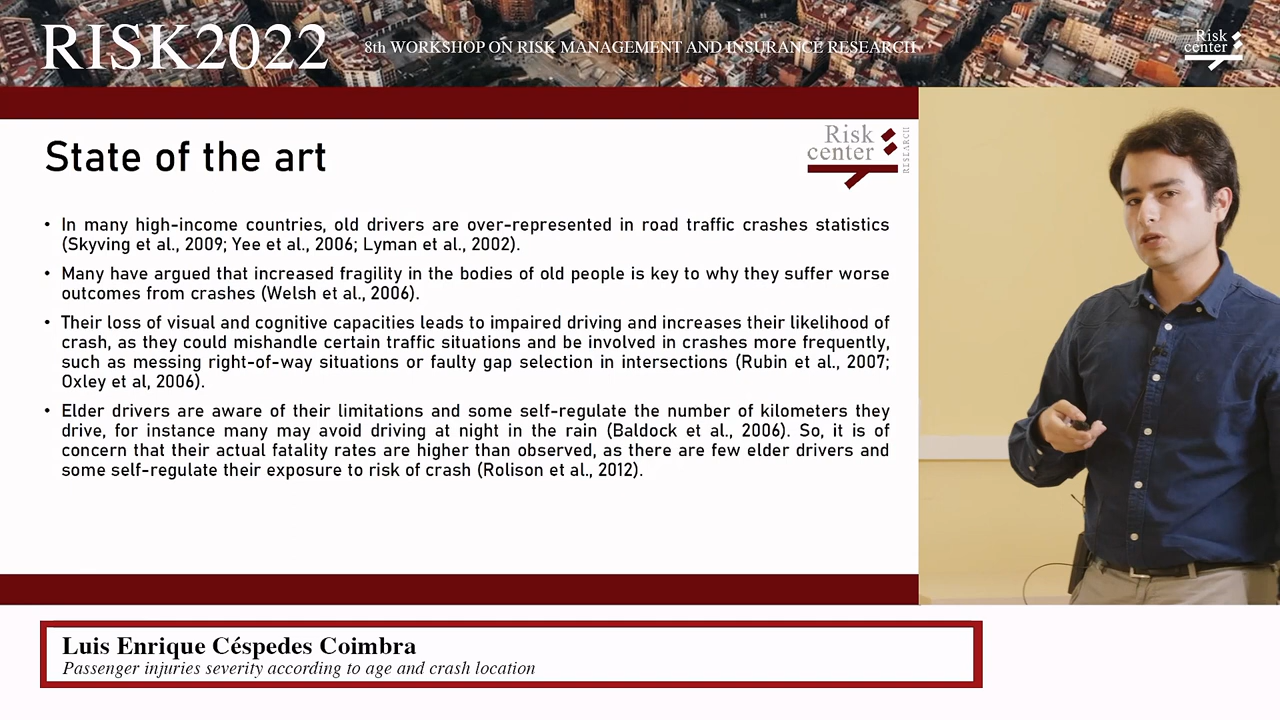 RISK2022
8th WORKSHOP ON RISK MANAGEMENT AND INSURANCE RESEARCH
Risk
center
Risk
center
RESEARCH
State of the art
• In many high-income countries, old drivers are over-represented in road traffic crashes statistics
(Skyving et al., 2009; Yee et al., 2006; Lyman et al., 2002).
• Many have argued that increased fragility in the bodies of old people is key to why they suffer worse
outcomes from crashes (Welsh et al., 2006).
• Their loss of visual and cognitive capacities leads to impaired driving and increases their likelihood of
crash, as they could mishandle certain traffic situations and be involved in crashes more frequently,
such as messing right-of-way situations or faulty gap selection in intersections (Rubin et al., 2007;
Oxley et al, 2006).
• Elder drivers are aware of their limitations and some self-regulate the number of kilometers they
drive, for instance many may avoid driving at night in the rain (Baldock et al., 2006). So, it is of
concern that their actual fatality rates are higher than observed, as there are few elder drivers and
some self-regulate their exposure to risk of crash (Rolison et al., 2012).
Luis Enrique Céspedes Coimbra
Passenger injuries severity according to age and crash location